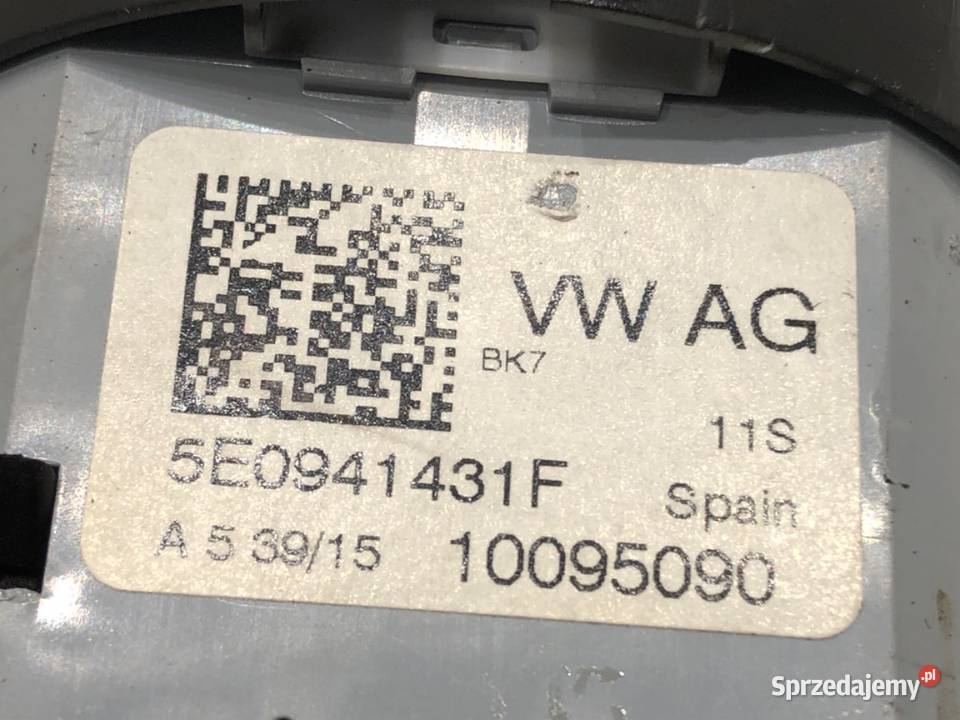 VW AG
BK7
11S
5E0941431F
Spain
A 5 39/15 10095090
Sprzedajemy.pl